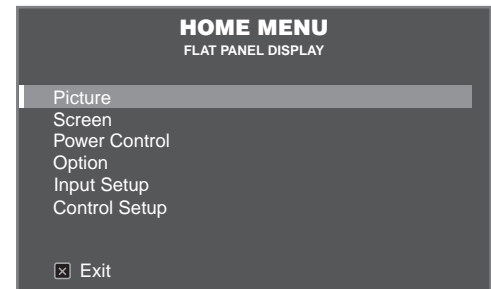 HOME MENU
FLAT PANEL DISPLAY
Picture
Screen
Power Control
Option
Input Setup
Control Setup
Exit